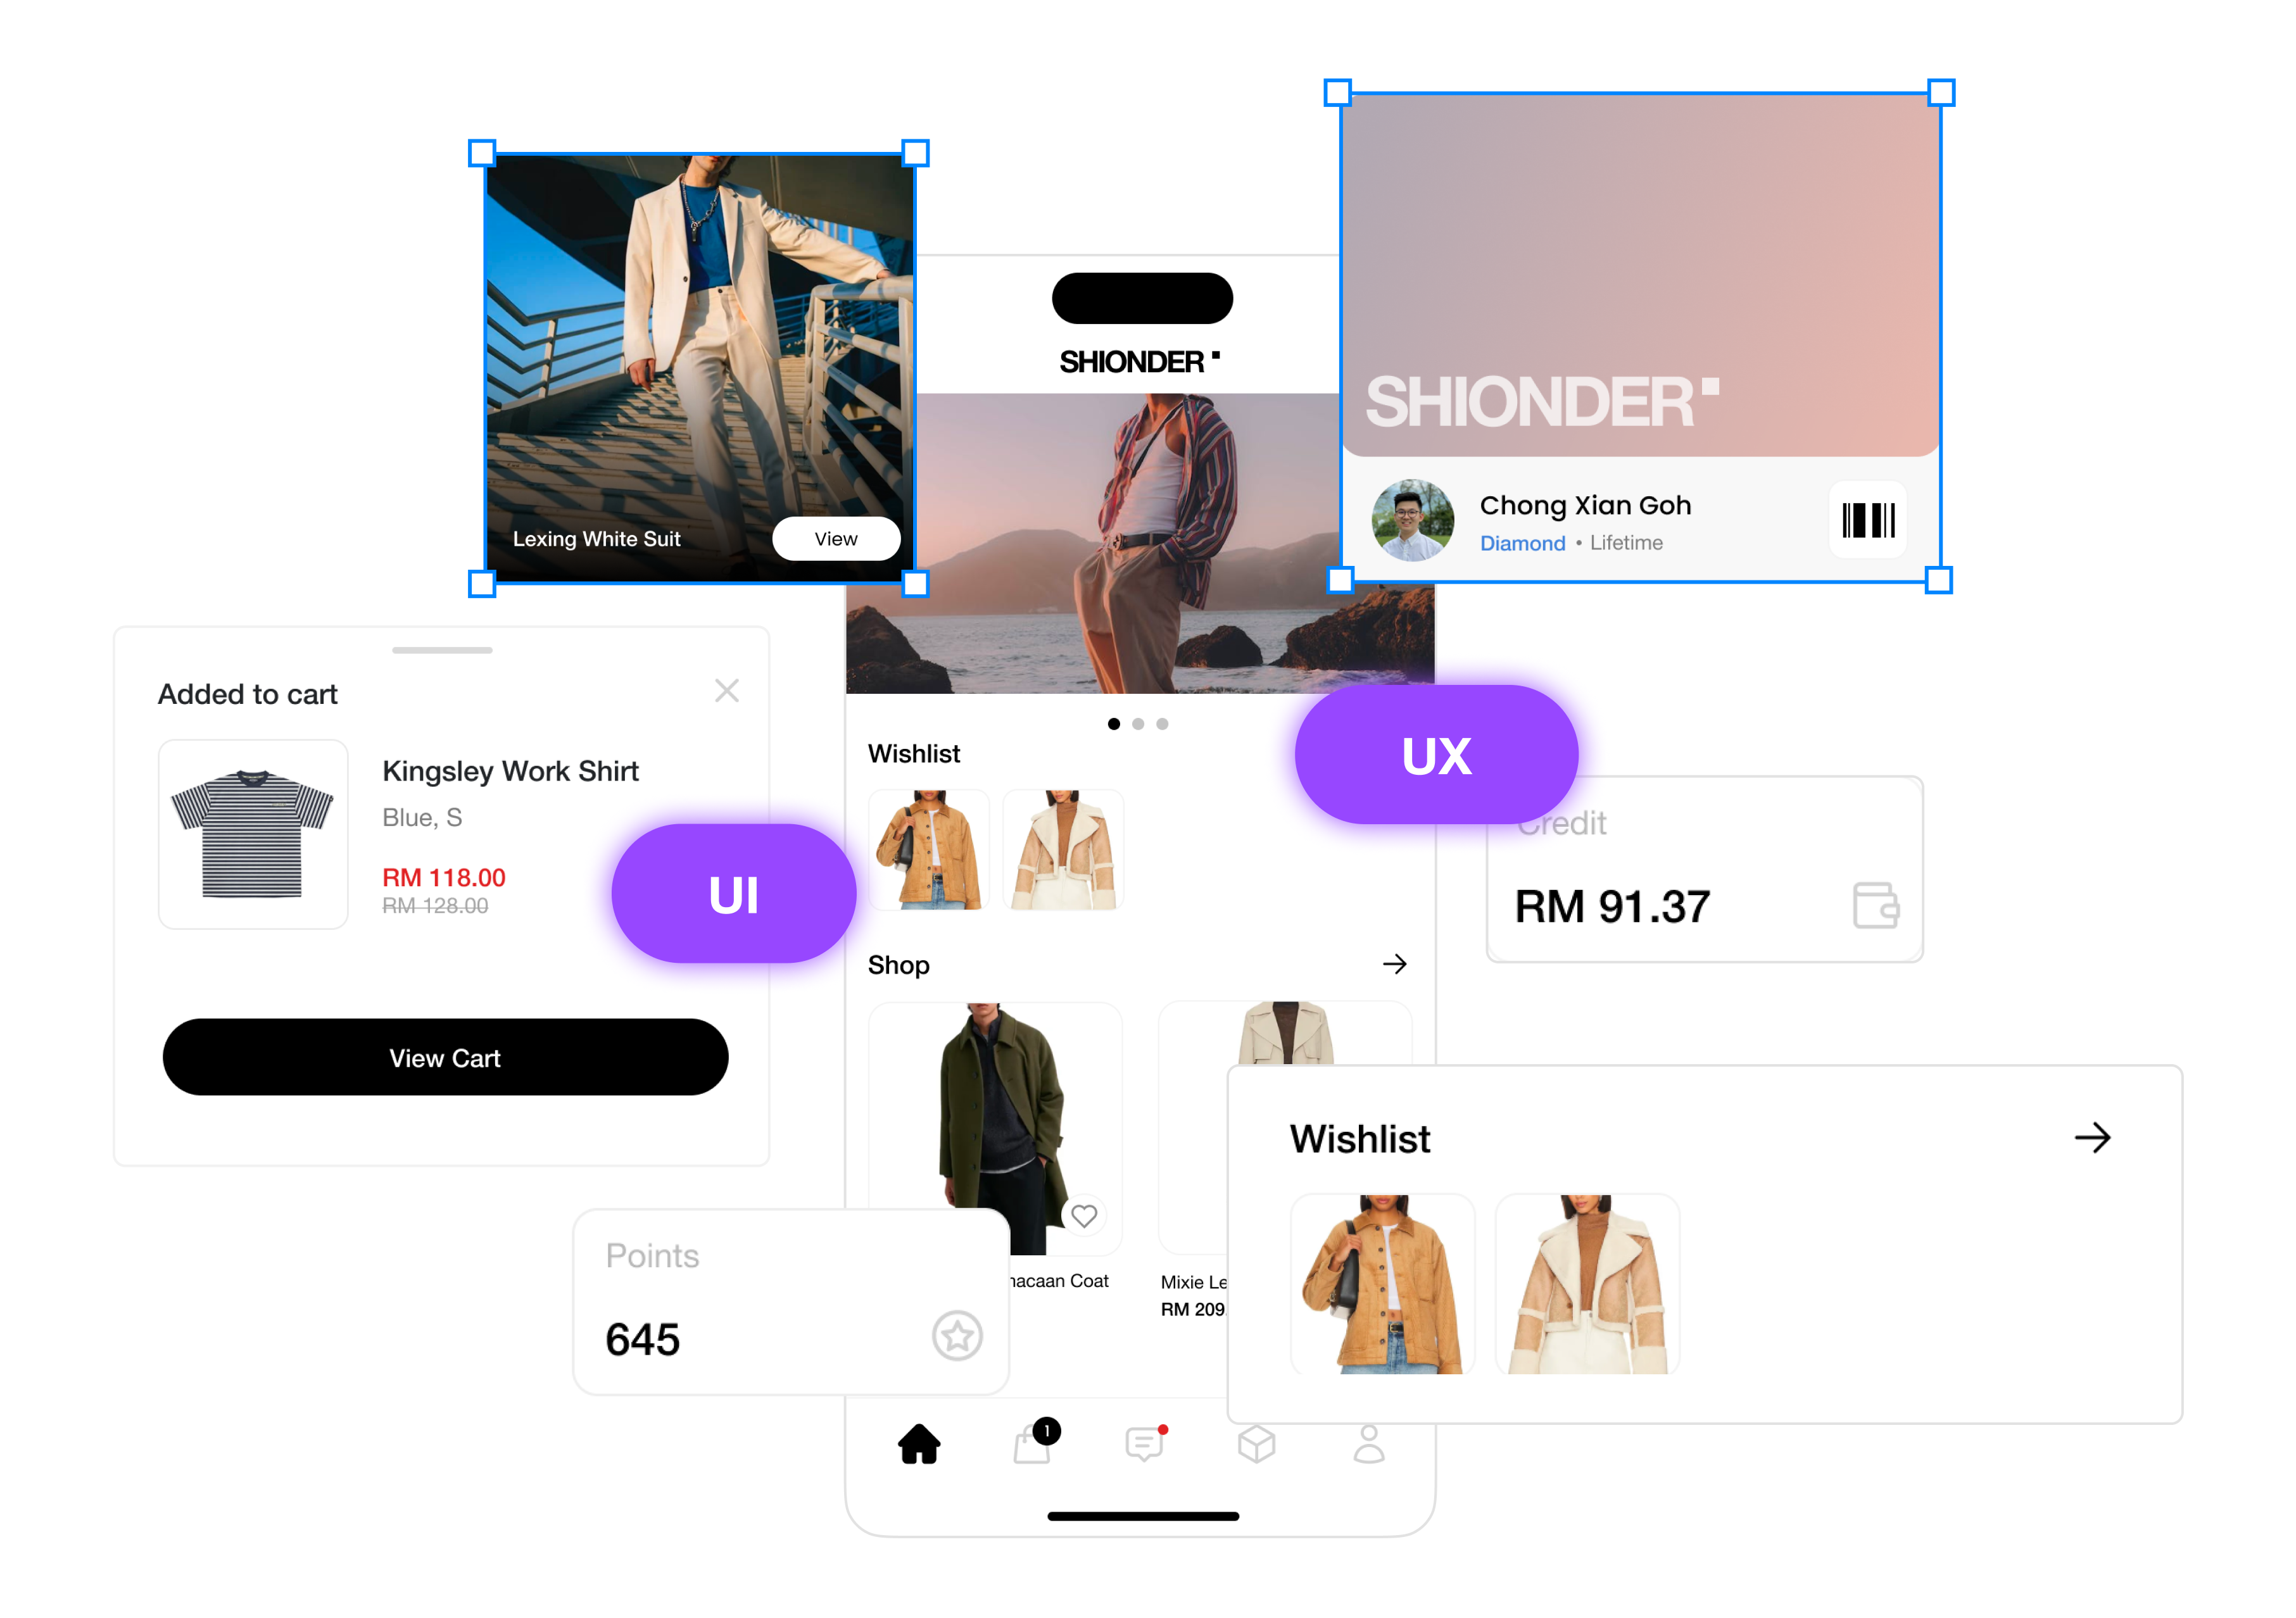 SHIONDER
SHIONDER
Chong Xian Goh
Diamond • Lifetime
Lexing White Suit
View
Added to cart
Kingsley Work Shirt
Blue, S
RM 118.00
RM 128.00
View Cart
UI
UX
Wishlist
Shop
Credit
RM 91.37
Wishlist
Points
645
Coat
Mixie
RM 209
1